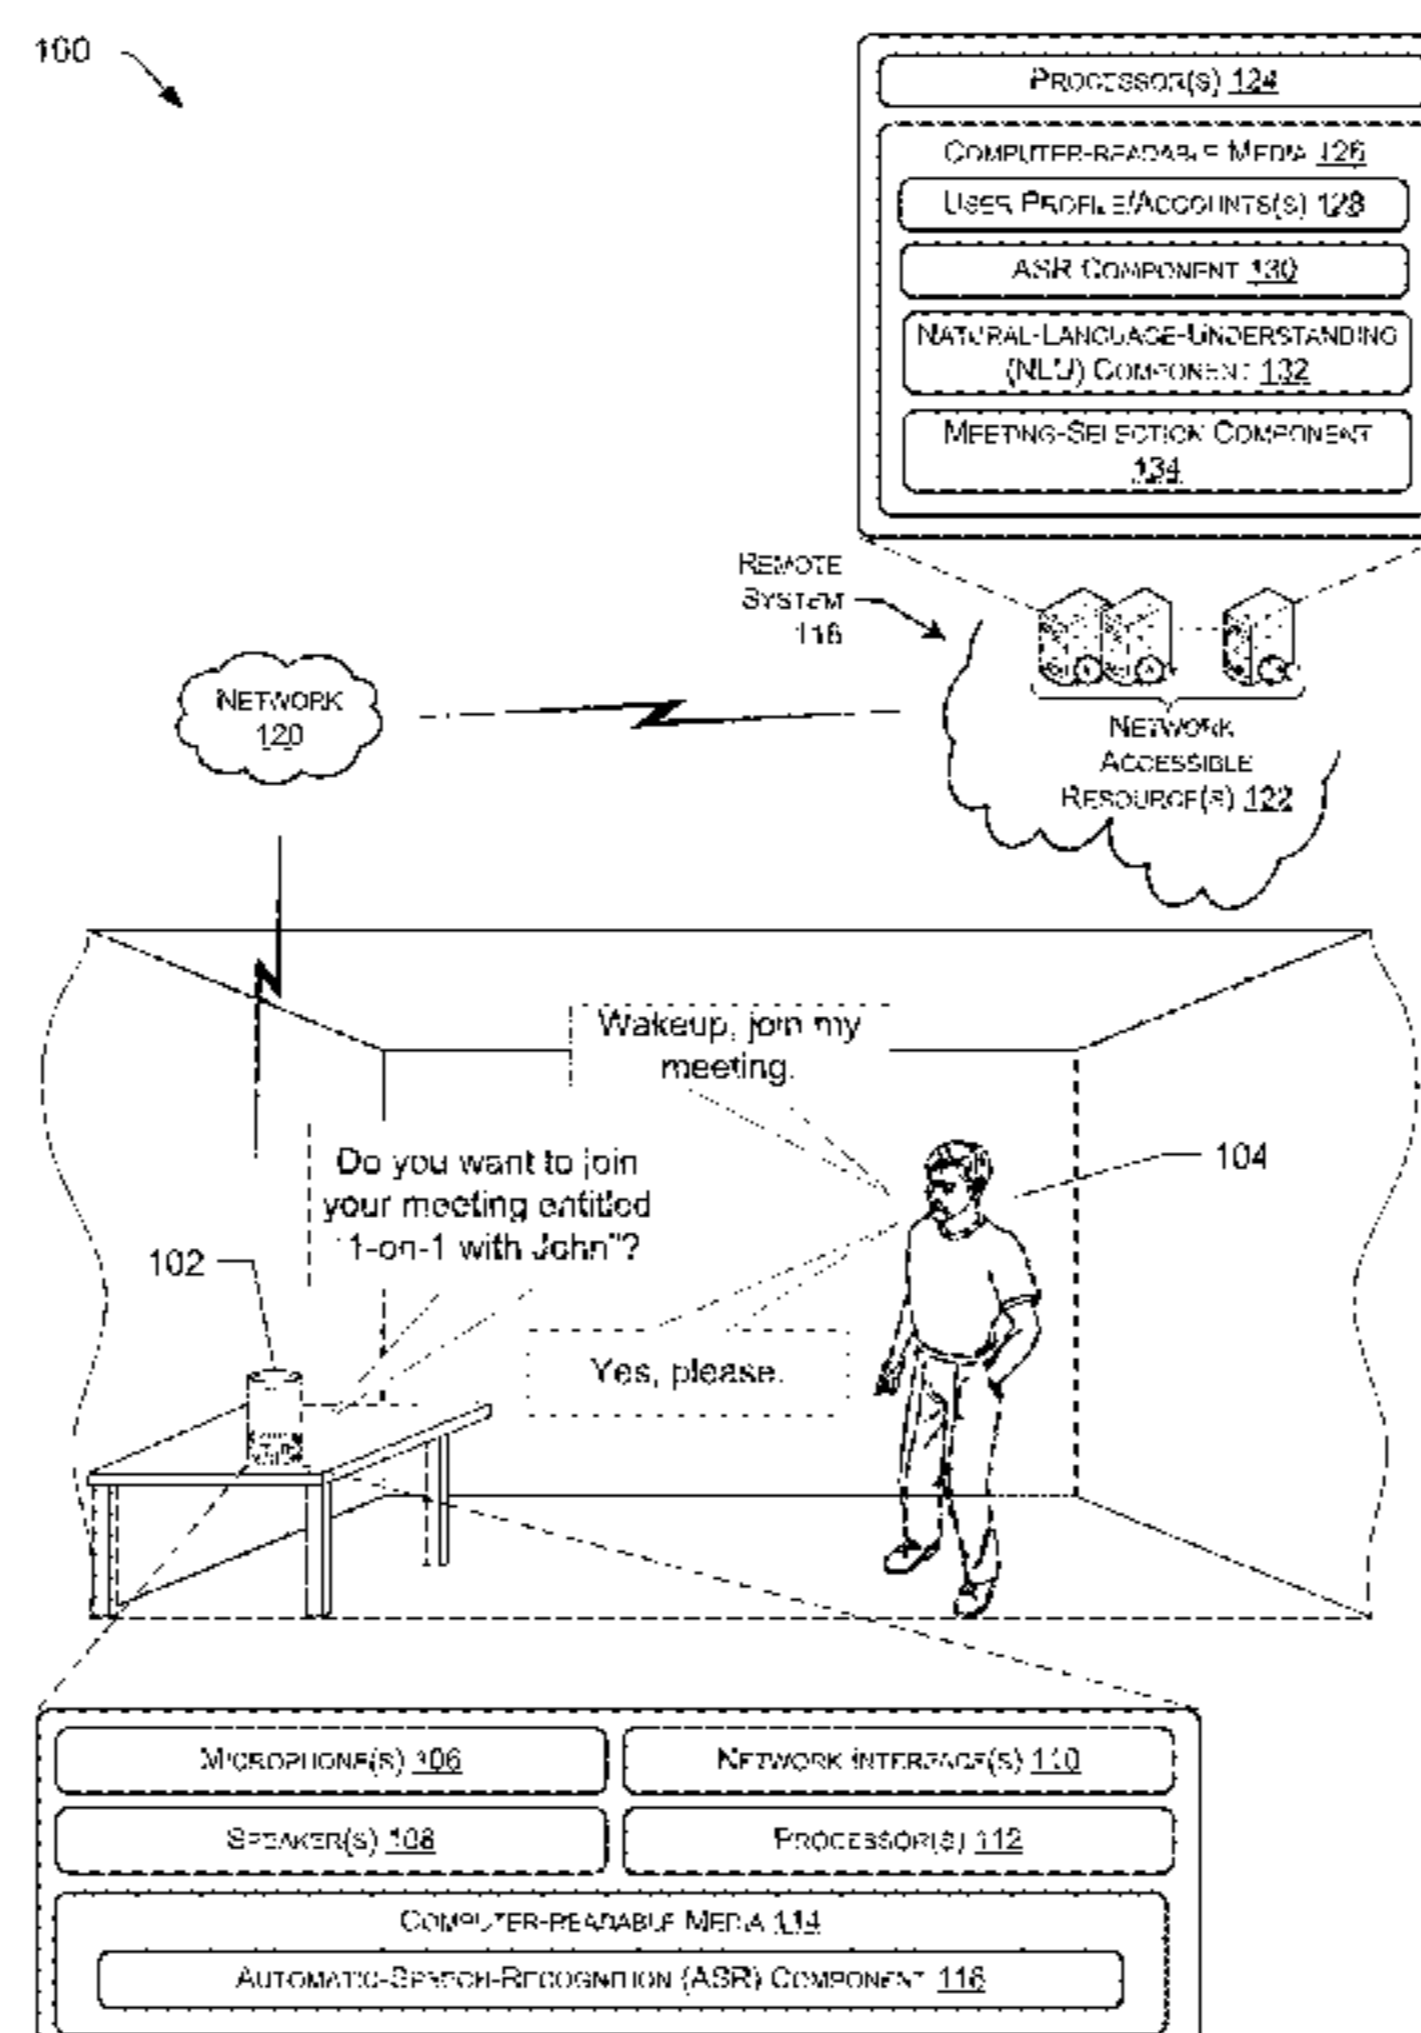 100
PROCESSOR(S) 124
COMPUTER-READABLE MEDIA 126
USER PROFILE/ACCOUNTS(S) 128
ASR COMPONENT 130
NATURAL-LANGUAGE-UNDERSTANDING
(NLU) COMPONENT 132
MEETING-SELECTION COMPONENT
134
REMOTE
SYSTEM
NETWORK
120
NETWORK
ACCESSIBLE
RESOURCE(S) 122
Wakeup, join my
meeting.
Do you want to join
your meeting entitled
"1-on-1 with John"?
104
102
Yes, please.
MICROPHONE(S) 106
NETWORK INTERFACE(S) 110
SPEAKER(S) 108
PROCESSOR(S) 112
COMPUTER-READABLE MEDIA 114
AUTOMATIC-SPEECH-RECOGNITION (ASR) COMPONENT 116